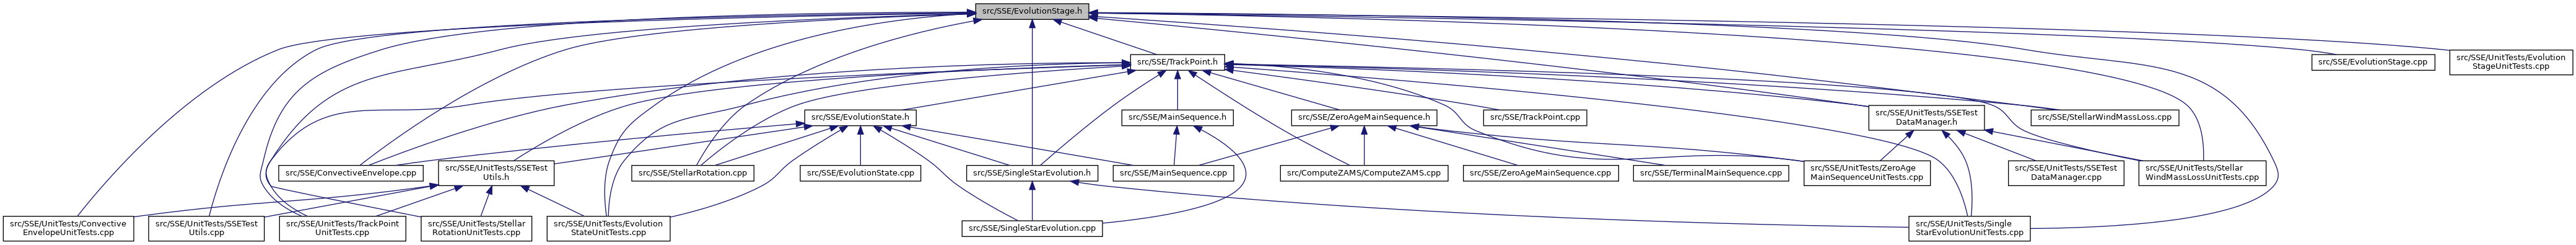 src/SSE/EvolutionStage.h
src/SSE/TrackPoint.h
src/SSE/EvolutionStage.cpp
src/SSE/UnitTests/Evolution
StageUnitTests.cpp
src/SSE/EvolutionState.h
src/SSE/MainSequence.h
src/SSE/ZeroAgeMainSequence.h
src/SSE/TrackPoint.cpp
src/SSE/UnitTests/SSETest
DataManager.h
src/SSE/StellarWindMassLoss.cpp
src/SSE/ConvectiveEnvelope.cpp
src/SSE/UnitTests/SSETest
Utils.h
src/SSE/StellarRotation.cpp
src/SSE/EvolutionState.cpp
src/SSE/SingleStarEvolution.h
src/SSE/MainSequence.cpp
src/ComputeZAMS/ComputeZAMS.cpp
src/SSE/ZeroAgeMainSequence.cpp
src/SSE/TerminalMainSequence.cpp
src/SSE/UnitTests/ZeroAge
MainSequenceUnitTests.cpp
src/SSE/UnitTests/SSETest
DataManager.cpp
src/SSE/UnitTests/Stellar
WindMassLossUnitTests.cpp
src/SSE/UnitTests/Convective
EnvelopeUnitTests.cpp
src/SSE/UnitTests/SSETest
Utils.cpp
src/SSE/UnitTests/TrackPoint
UnitTests.cpp
src/SSE/UnitTests/Stellar
RotationUnitTests.cpp
src/SSE/UnitTests/Evolution
StateUnitTests.cpp
src/SSE/SingleStarEvolution.cpp
src/SSE/UnitTests/Single
StarEvolutionUnitTests.cpp